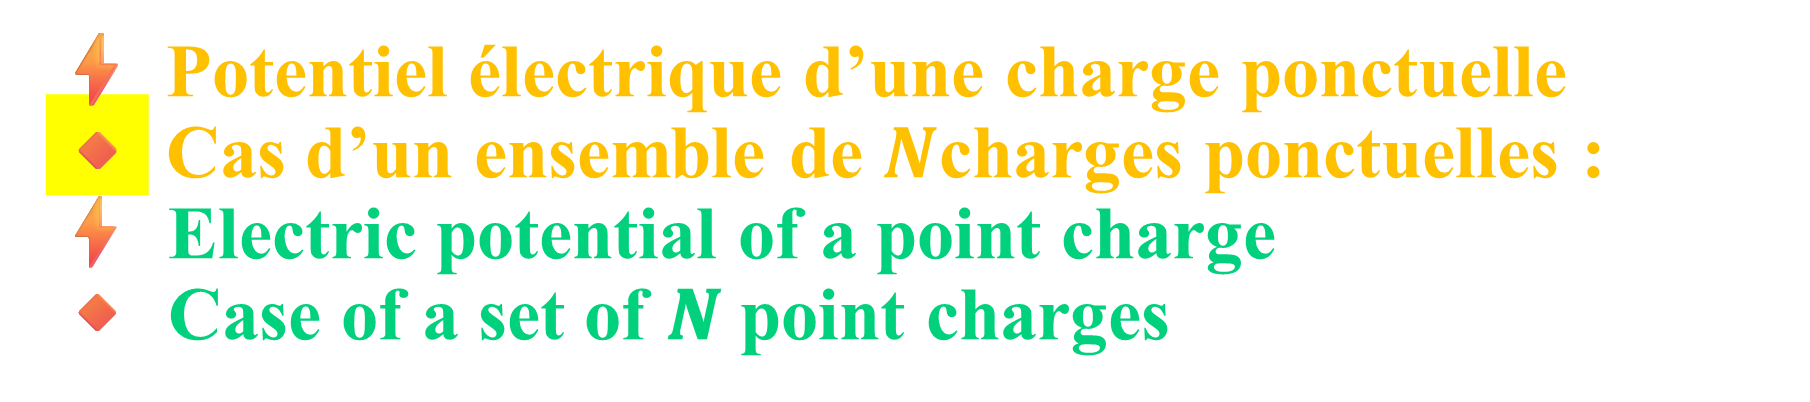 ⚡ Potentiel électrique d’une charge ponctuelle
🔸 Cas d’un ensemble de Ncharges ponctuelles :
⚡ Electric potential of a point charge
🔸 Case of a set of N point charges